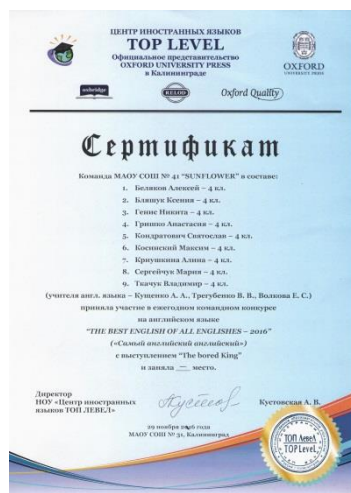 ЦЕНТР ИНОСТРАННЫХ ЯЗЫКОВ
TOP LEVEL
Официальное представительство
OXFORD UNIVERSITY PRESS
в Калининграде
OXFORD
UNIVERSITY PRESS
oxbridge
RELOD
Oxford Quality
Сертификат
Команда МАОУ СОШ № 41 "SUNFLOWER" в составе:
1. Беляков Алексей – 4 кл.
2. Бляшук Ксения – 4 кл.
3. Генис Никита – 4 кл.
4. Гришко Анастасия – 4 кл.
5. Кондратович Святослав – 4 кл.
6. Косинский Максим – 4 кл.
7. Криушкина Алина – 4 кл.
8. Сергейчук Мария – 4 кл.
9. Ткачук Владимир – 4 кл.
(учителя англ. языка – Кущенко А. А., Трегубенко В. В., Волкова Е. С.)
приняла участие в ежегодном командном конкурсе
на английском языке
"THE BEST ENGLISH OF ALL ENGLISHES – 2016"
(«Самый английский английский»)
с выступлением "The bored King"
и заняла — место.
Директор
НОУ «Центр иностранных
языков ТОП ЛЕВЕЛ»
Кустовская А. В.
29 ноября 2016 года
МАОУ СОШ № 31, Калининград
ТОП Левел
TOP Level